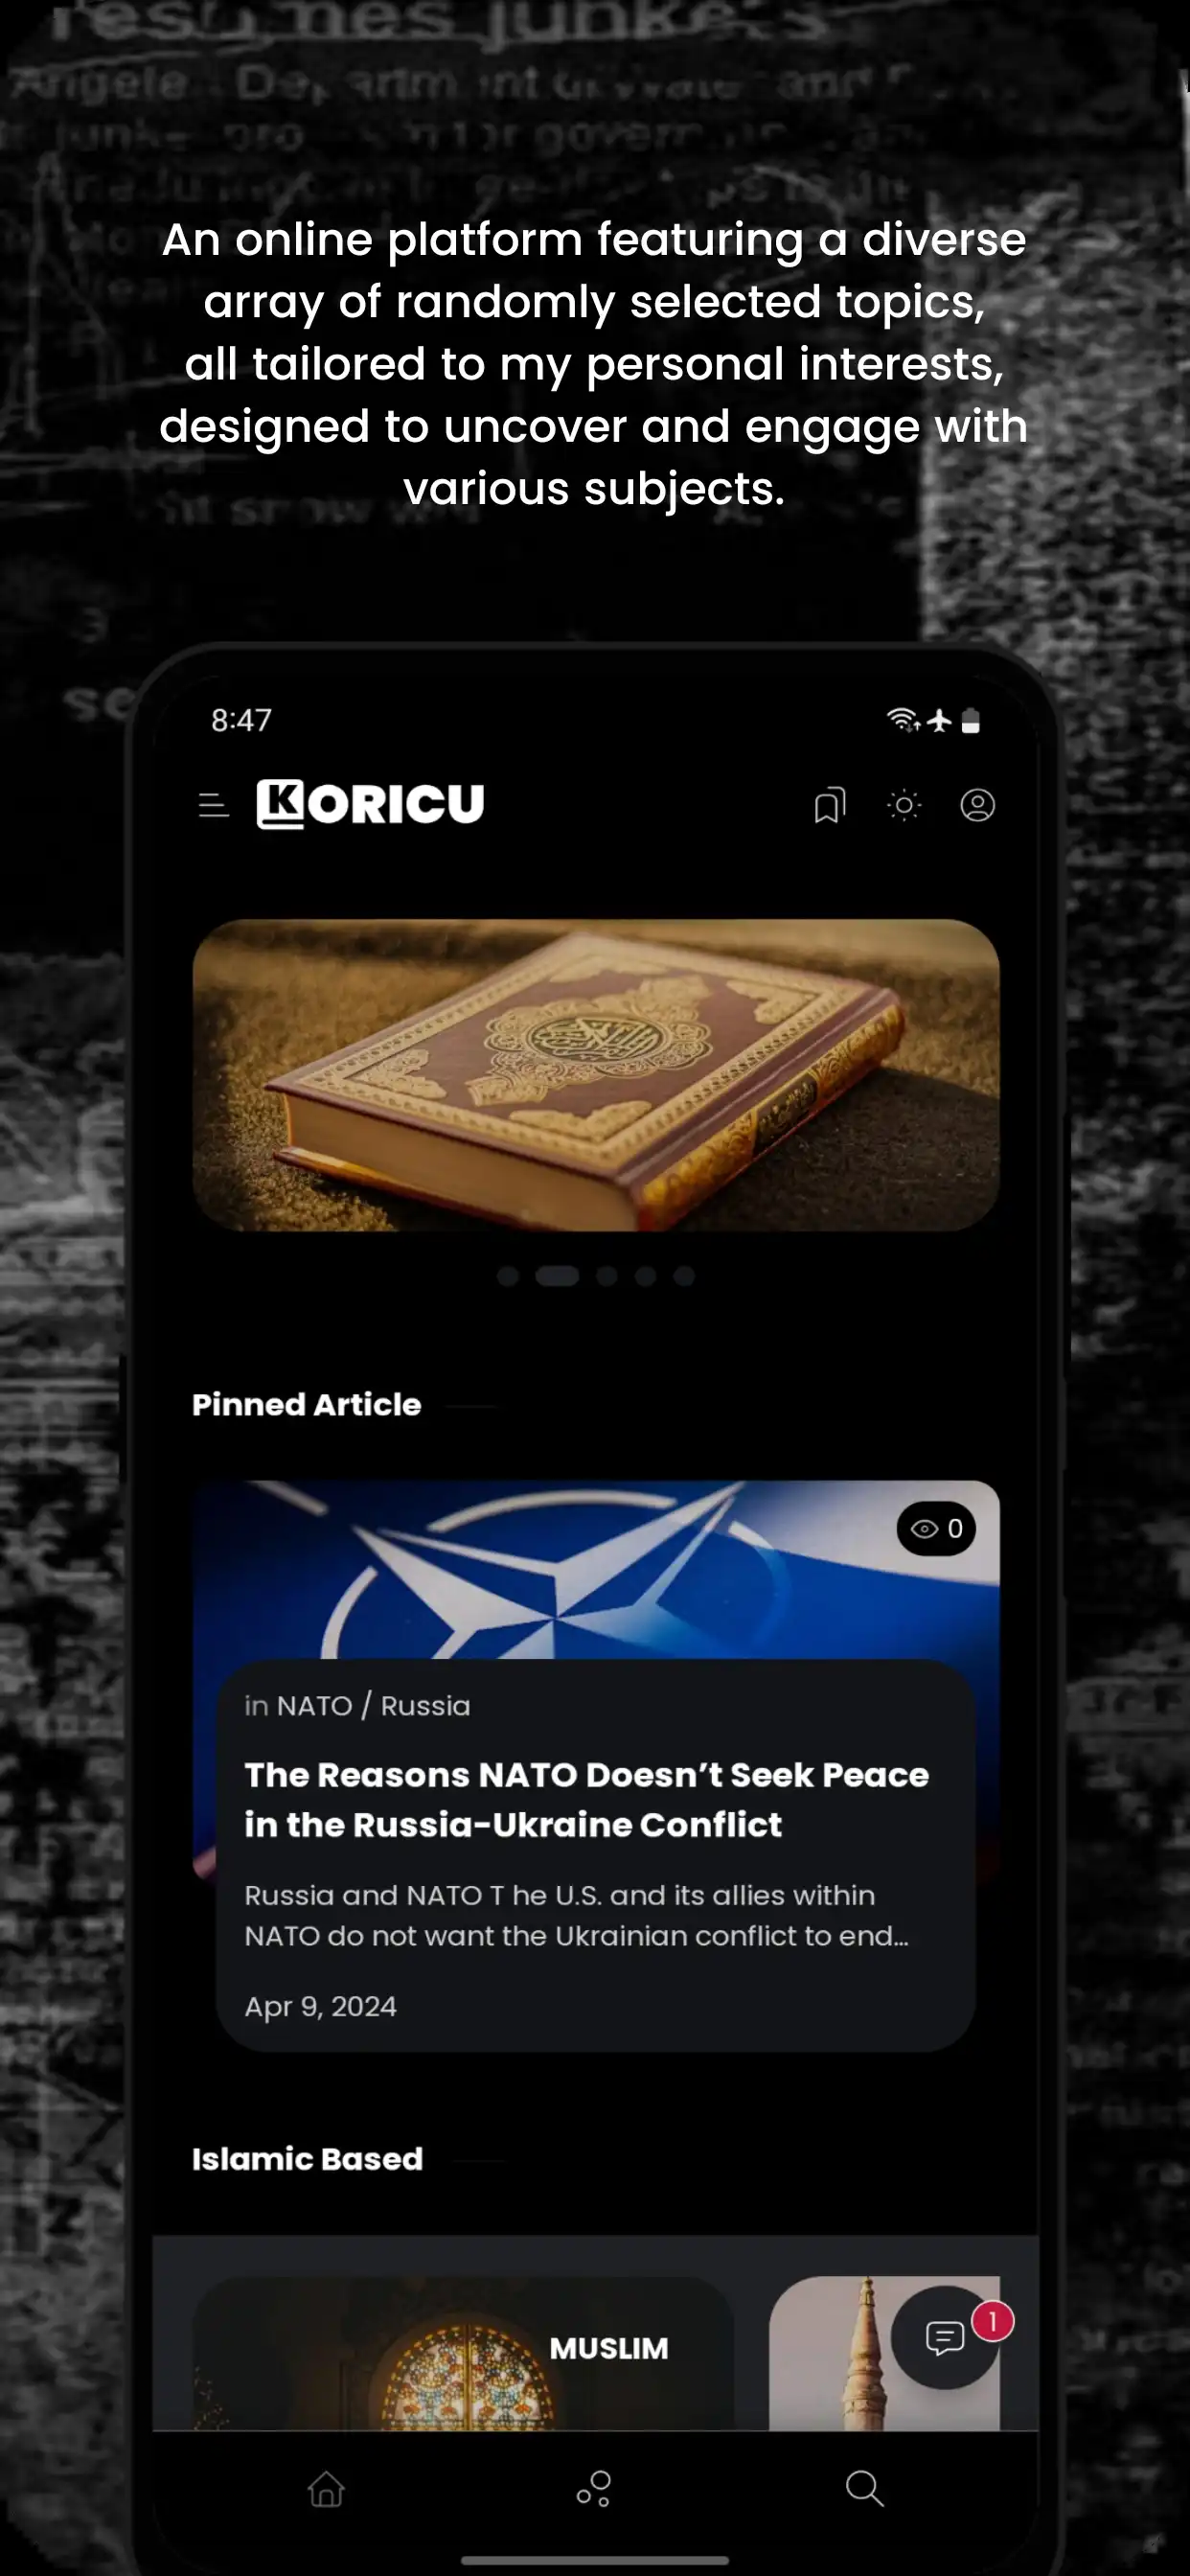 resumes junkets
Angele
An online platform featuring a diverse
array of randomly selected topics,
all tailored to my personal interests,
designed to uncover and engage with
various subjects.
8:47
KORICU
Pinned Article
0
in NATO / Russia
The Reasons NATO Doesn’t Seek Peace
in the Russia-Ukraine Conflict
Russia and NATO T he U.S. and its allies within
NATO do not want the Ukrainian conflict to end...
Apr 9, 2024
Islamic Based
MUSLIM
1